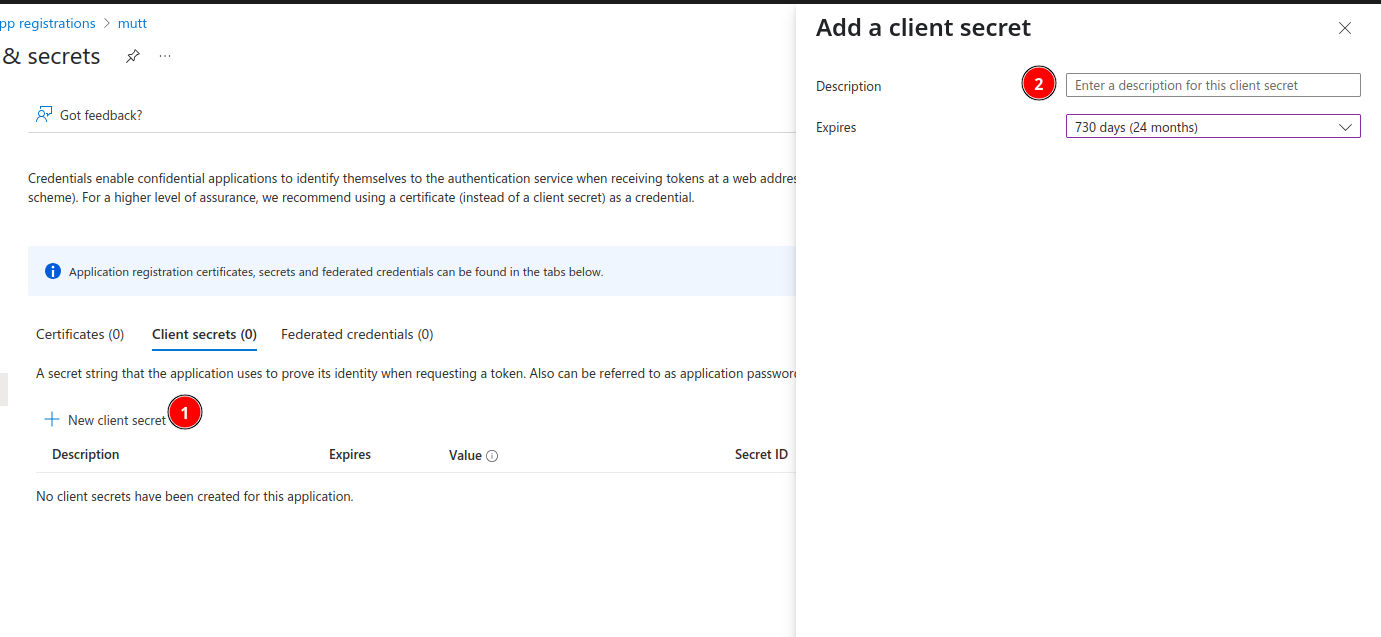 pp registrations > mutt
& secrets
Got feedback?
Credentials enable confidential applications to identify themselves to the authentication service when receiving tokens at a web addres
scheme). For a higher level of assurance, we recommend using a certificate (instead of a client secret) as a credential.
Application registration certificates, secrets and federated credentials can be found in the tabs below.
Certificates (0) Client secrets (0) Federated credentials (0)
A secret string that the application uses to prove its identity when requesting a token. Also can be referred to as application password
New client secret 1
Description Expires Value Secret ID
No client secrets have been created for this application.
Add a client secret
Description 2 Enter a description for this client secret
Expires 730 days (24 months)